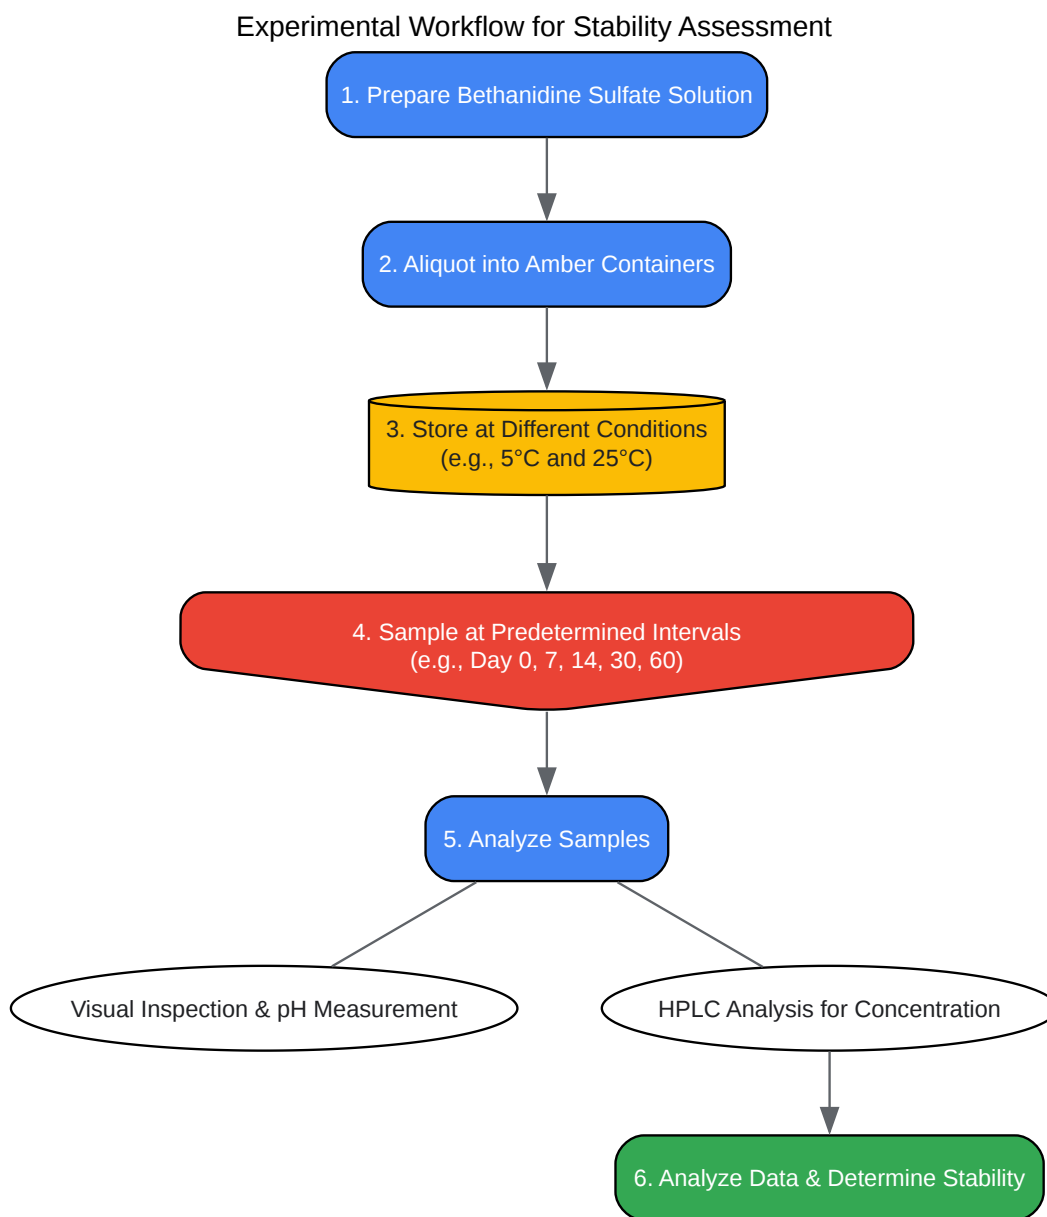 Experimental Workflow for Stability Assessment
1. Prepare Bethanidine Sulfate Solution
2. Aliquot into Amber Containers
3. Store at Different Conditions
(e.g., 5°C and 25°C)
4. Sample at Predetermined Intervals
(e.g., Day 0, 7, 14, 30, 60)
5. Analyze Samples
Visual Inspection & pH Measurement
HPLC Analysis for Concentration
6. Analyze Data & Determine Stability